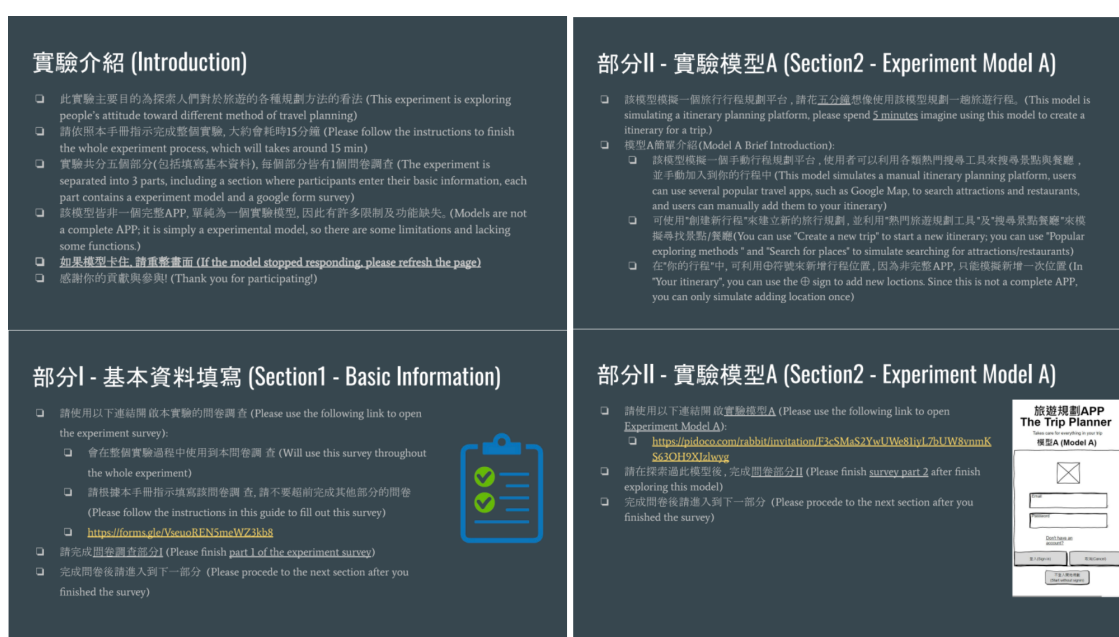 實驗介紹 (Introduction)
❏ 此實驗主要目的為探索人們對於旅遊的各種規劃方法的看法 (This experiment is exploring
people's attitude toward different method of travel planning)
❏ 請依照本手冊指示完成整個實驗, 大約會耗時15分鐘 (Please follow the instructions to finish
the whole experiment process, which will takes around 15 min)
❏ 實驗共分五個部分(包括填寫基本資料), 每個部分皆有1個問卷調查 (The experiment is
separated into 3 parts, including a section where participants enter their basic information, each
part contains a experiment model and a google form survey)
❏ 該模型皆非一個完整APP, 單純為一個實驗模型, 因此有許多限制及功能缺失。(Models are not
a complete APP; it is simply a experimental model, so there are some limitations and lacking
some functions.)
❏ 如果模型卡住, 請重整畫面 (If the model stopped responding, please refresh the page)
❏ 感謝你的貢獻與參與! (Thank you for participating!)
部分II - 實驗模型A (Section2 - Experiment Model A)
❏ 該模型模擬一個旅行行程規劃平台 , 請花五分鐘想像使用該模型規劃一趟旅遊行程。(This model is
simulating a itinerary planning platform, please spend 5 minutes imagine using this model to create a
itinerary for a trip.)
❏ 模型A簡單介紹(Model A Brief Introduction):
❏ 該模型模擬一個手動行程規劃平台 , 使用者可以利用各類熱門搜尋工具來搜尋景點與餐廳 ,
並手動加入到你的行程中 (This model simulates a manual itinerary planning platform, users
can use several popular travel apps, such as Google Map, to search attractions and restaurants,
and users can manually add them to your itinerary)
❏ 可使用"創建新行程"來建立新的旅行規劃 , 並利用"熱門旅遊規劃工具"及"搜尋景點餐廳"來模
擬尋找景點/餐廳(You can use "Create a new trip" to start a new itinerary; you can use "Popular
exploring methods " and "Search for places" to simulate searching for attractions/restaurants)
❏ 在"你的行程"中, 可利用⊕符號來新增行程位置 , 因為非完整APP, 只能模擬新增一次位置 (In
"Your itinerary", you can use the ⊕ sign to add new loctions. Since this is not a complete APP,
you can only simulate adding location once)
部分I - 基本資料填寫 (Section1 - Basic Information)
❏ 請使用以下連結開啟本實驗的問卷調查 (Please use the following link to open
the experiment survey):
❏ 會在整個實驗過程中使用到本問卷調 查 (Will use this survey throughout
the whole experiment)
❏ 請根據本手冊指示填寫該問卷調 查, 請不要超前完成其他部分的問卷
(Please follow the instructions in this guide to fill out this survey)
❏ https://forms.gle/VseuoREN5meWZ3kb8
❏ 請完成問卷調查部分I (Please finish part 1 of the experiment survey)
❏ 完成問卷後請進入到下一部分 (Please procede to the next section after you
finished the survey)
部分II - 實驗模型A (Section2 - Experiment Model A)
❏ 請使用以下連結開啟實驗模型A (Please use the following link to open
Experiment Model A):
❏ https://pidoco.com/rabbit/invitation/F3cSMaS2YwUWe81iyL7bUW8vnmK
S63OH9XJzlwyg
❏ 請在探索過此模型後 , 完成問卷部分II (Please finish survey part 2 after finish
exploring this model)
❏ 完成問卷後請進入到下一部分 (Please procede to the next section after you
finished the survey)
旅遊規劃APP
The Trip Planner
Takes care for everything in your trip
模型A (Model A)
Email
Password
Don't have an
account?
登入(Sign in)
取消(Cancel)
(Start without signin)